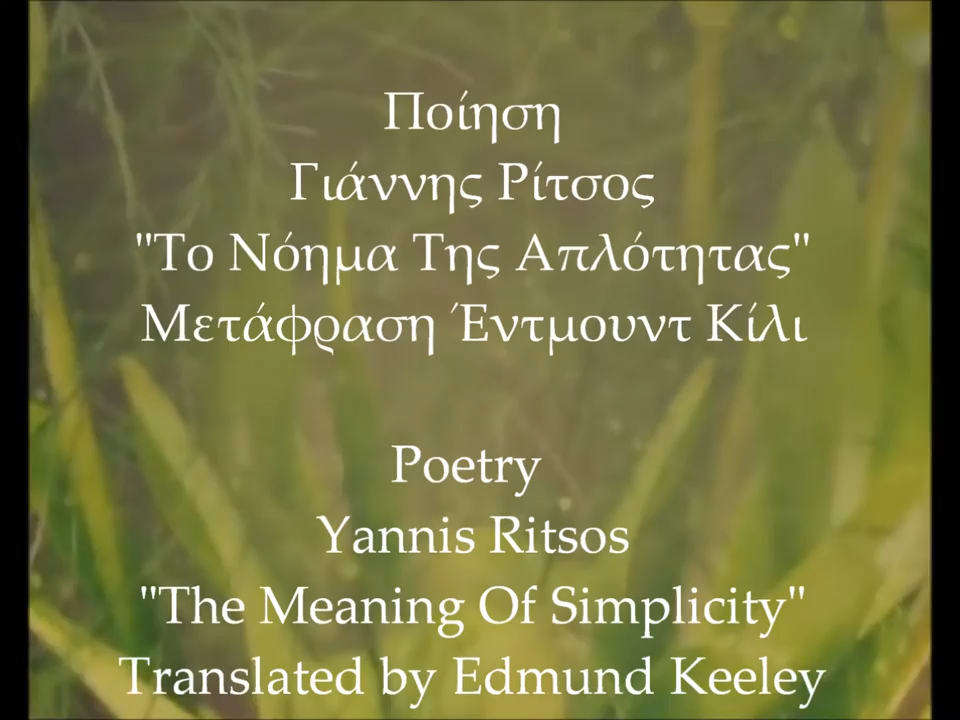 Ποίηση
Γιάννης Ρίτσος
"Το Νόημα Της Απλότητας"
Μετάφραση Έντμουντ Κίλι
Poetry
Yannis Ritsos
"The Meaning Of Simplicity"
Translated by Edmund Keeley